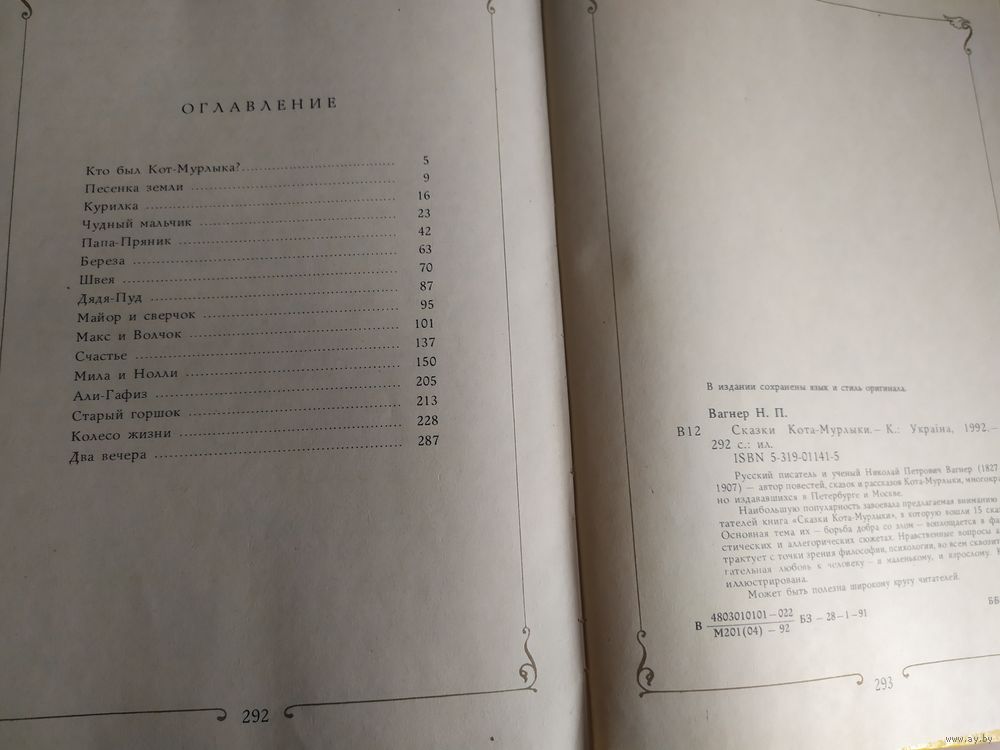 ОГЛАВЛЕНИЕ
Кто был Кот-Мурлыка? 5
Песенка земли 9
Курилка 16
Чудный мальчик 23
Папа-Пряник 42
Береза 63
Швея 70
Дядя-Пуд 87
Майор и сверчок 95
Макс и Волчок 101
Счастье 137
Мила и Нолли 150
Али-Гафиз 205
Старый горшок 213
Колесо жизни 228
Два вечера 287
292
В издании сохранены язык и стиль оригинала.
Вагнер Н. П.
В12 Сказки Кота-Мурлыки.— К.: Україна, 1992.—
292 с.: ил.
ISBN 5-319-01141-5
Русский писатель и ученый Николай Петрович Вагнер (1827
1907) — автор повестей, сказок и рассказов Кота-Мурлыки, многокра
но издававшихся в Петербурге и Москве.
Наибольшую популярность завоевала предлагаемая вниманию
тателей книга «Сказки Кота-Мурлыки», в которую вошли 15 сказ
Основная тема их — борьба добра со злом — воплощается в фа
стических и аллегорических сюжетах. Нравственные вопросы а
трактует с точки зрения философии, психологии, во всем сквозит
гательная любовь к человеку — и маленькому, и взрослому. К
иллюстрирована.
Может быть полезна широкому кругу читателей.
В 4803010101—022 БЗ — 28—1—91
М201(04) — 92
ББ
293
www.ay.by